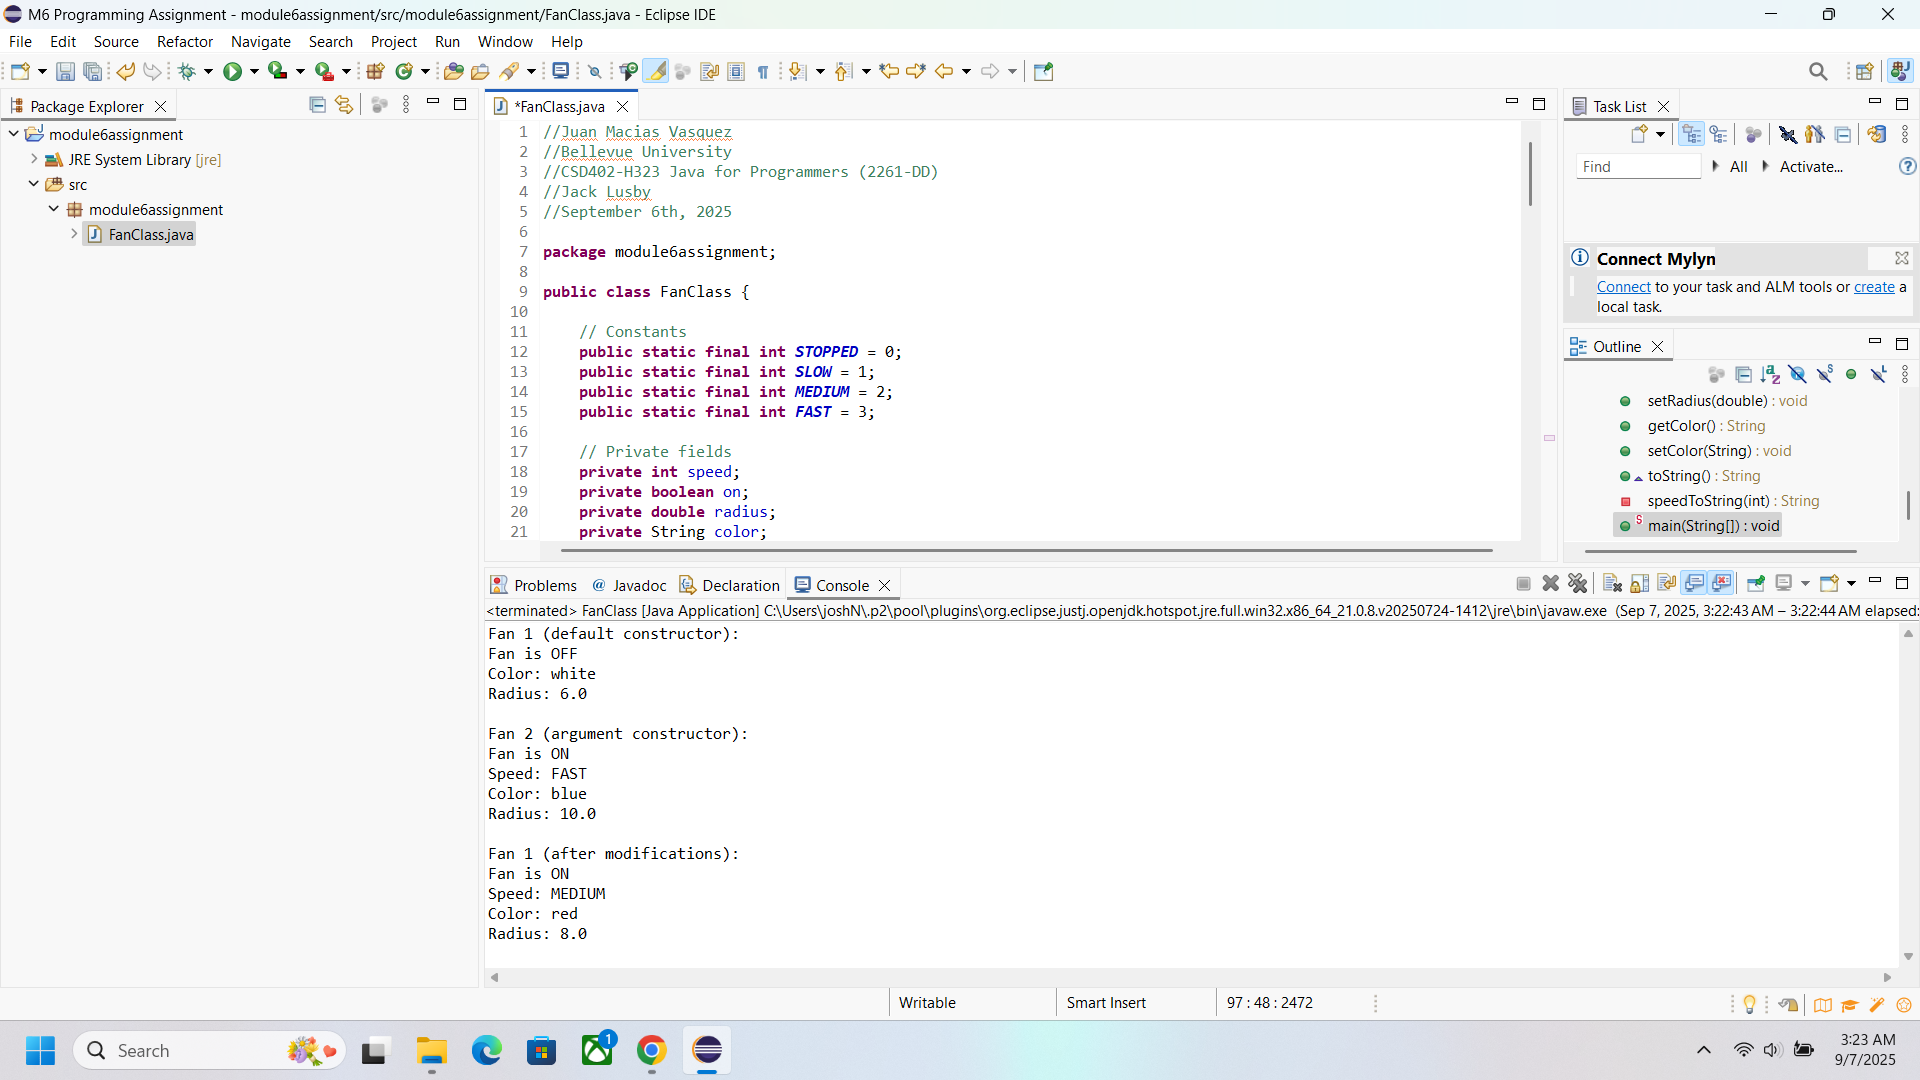 M6 Programming Assignment - module6assignment/src/module6assignment/FanClass.java - Eclipse IDE
File Edit Source Refactor Navigate Search Project Run Window Help
Package Explorer
module6assignment
JRE System Library [jre]
src
module6assignment
FanClass.java
*FanClass.java
1 //Juan Macias Vasquez
2 //Bellevue University
3 //CSD402-H323 Java for Programmers (2261-DD)
4 //Jack Lusby
5 //September 6th, 2025
6
7 package module6assignment;
8
9 public class FanClass {
10
11 // Constants
12 public static final int STOPPED = 0;
13 public static final int SLOW = 1;
14 public static final int MEDIUM = 2;
15 public static final int FAST = 3;
16
17 // Private fields
18 private int speed;
19 private boolean on;
20 private double radius;
21 private String color;
Task List
Find All Activate...
Connect Mylyn
Connect to your task and ALM tools or create a
local task.
Outline
setRadius(double) : void
getColor() : String
setColor(String) : void
toString() : String
speedToString(int) : String
main(String[]) : void
Problems Javadoc Declaration Console
<terminated> FanClass [Java Application] C:\Users\joshN\.p2\pool\plugins\org.eclipse.justj.openjdk.hotspot.jre.full.win32.x86_64_21.0.8.v20250724-1412\jre\bin\javaw.exe (Sep 7, 2025, 3:22:43 AM – 3:22:44 AM elapsed:
Fan 1 (default constructor):
Fan is OFF
Color: white
Radius: 6.0

Fan 2 (argument constructor):
Fan is ON
Speed: FAST
Color: blue
Radius: 10.0

Fan 1 (after modifications):
Fan is ON
Speed: MEDIUM
Color: red
Radius: 8.0
Writable Smart Insert 97 : 48 : 2472
Search
1
3:23 AM
9/7/2025